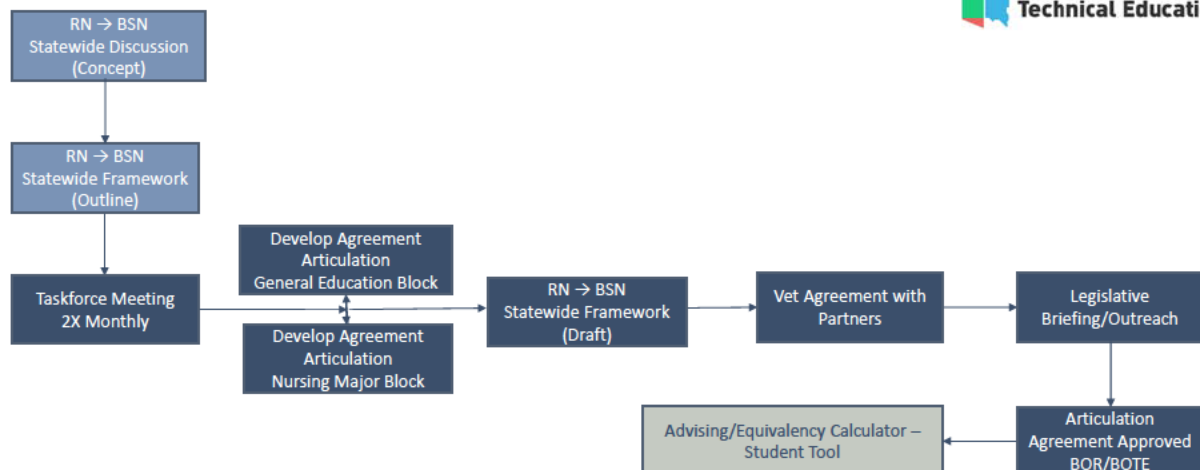 Technical Educati
RN → BSN
Statewide Discussion
(Concept)
RN → BSN
Statewide Framework
(Outline)
Taskforce Meeting
2X Monthly
Develop Agreement
Articulation
General Education Block
Develop Agreement
Articulation
Nursing Major Block
RN → BSN
Statewide Framework
(Draft)
Vet Agreement with
Partners
Legislative
Briefing/Outreach
Articulation
Agreement Approved
BOR/BOTE
Advising/Equivalency Calculator –
Student Tool